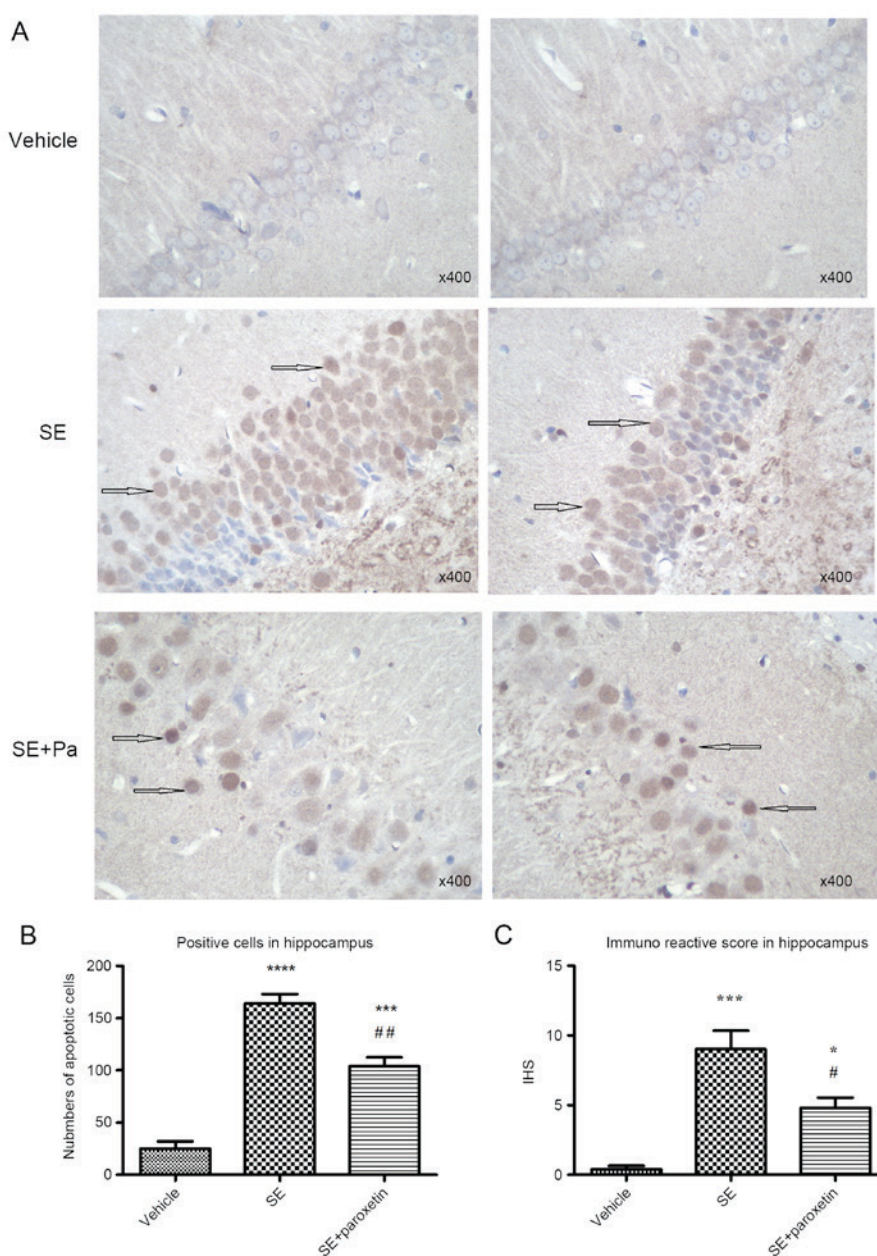 A
Vehicle
x400
x400
SE
x400
x400
SE+Pa
x400
x400
B
Positive cells in hippocampus
Nubmbers of apoptotic cells
200
150
100
50
0
****
***
##
Vehicle
SE
SE+paroxetin
C
Immuno reactive score in hippocampus
IHS
15
10
5
0
***
*
#
Vehicle
SE
SE+paroxetin